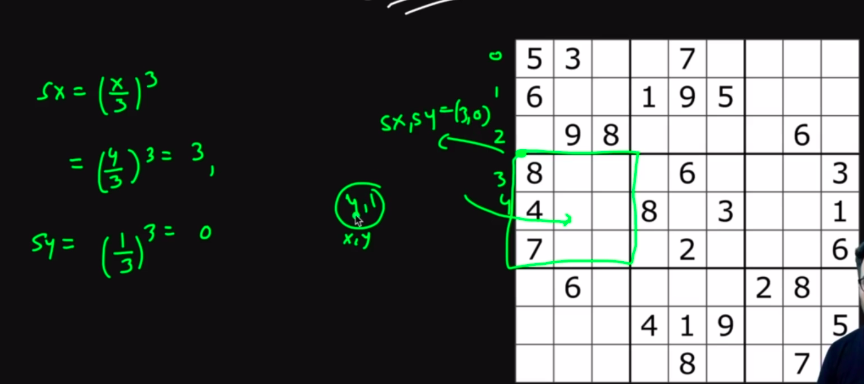 sx = (x/3) 3
= (4/3) 3 = 3,
sy = (1/3) 3 = 0
sx, sy = (3,0)
4,1
x,y
0
1
2
3
4
5 3 7
6 1 9 5
9 8 6
8 6 3
4 8 3 1
7 2 6
6 2 8
4 1 9 5
8 7